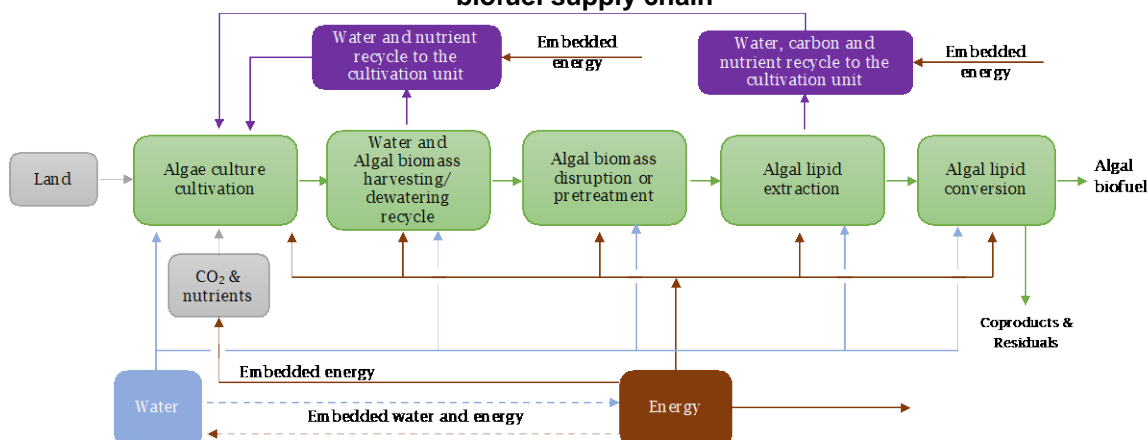 biofuel supply chain
Water and nutrient
recycle to the
cultivation unit
Embedded
energy
Water, carbon and
nutrient recycle to the
cultivation unit
Embedded
energy
Land
Algae culture
cultivation
Water and
Algal biomass
harvesting/
dewatering
recycle
Algal biomass
disruption or
pretreatment
Algal lipid
extraction
Algal lipid
conversion
Algal
biofuel
CO₂ &
nutrients
Coproducts &
Residuals
Embedded energy
Water
Embedded water and energy
Energy